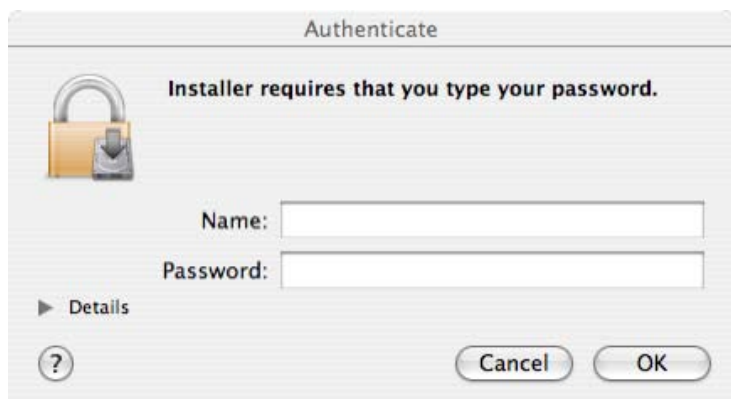 Authenticate
Installer requires that you type your password.
Name:
Password:
Details
?
Cancel OK